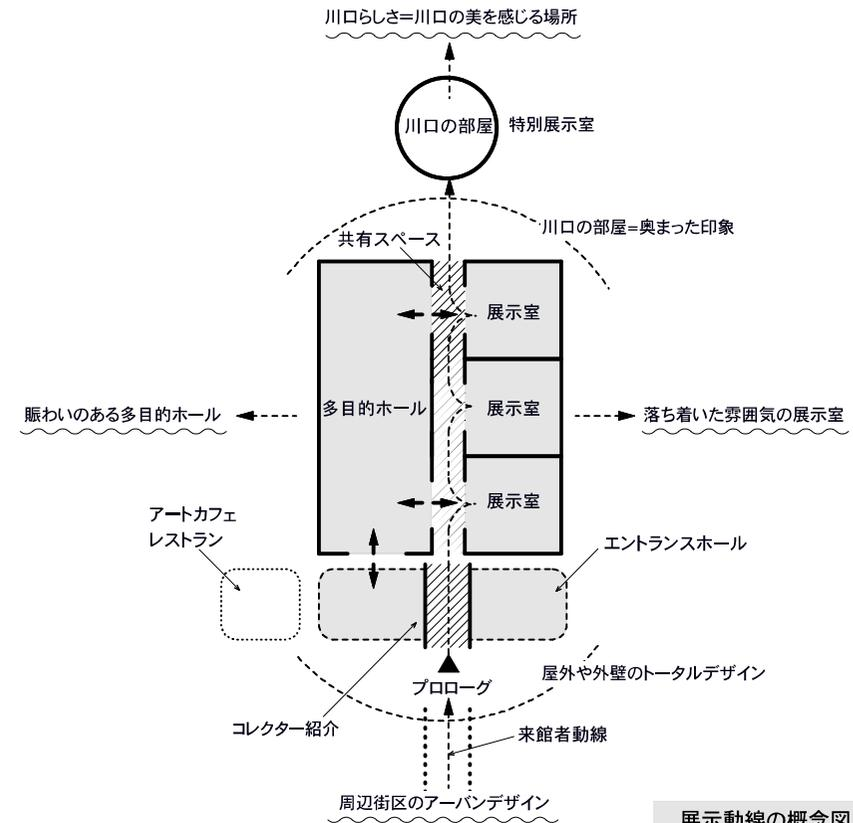 川口らしさ=川口の美を感じる場所
川口の部屋
特別展示室
川口の部屋=奥まった印象
共有スペース
展示室
賑わいのある多目的ホール
多目的ホール
展示室
落ち着いた雰囲気の展示室
展示室
アートカフェ
レストラン
エントランスホール
屋外や外壁のトータルデザイン
プロローグ
コレクター紹介
来館者動線
周辺街区のアーバンデザイン
展示動線の概念図